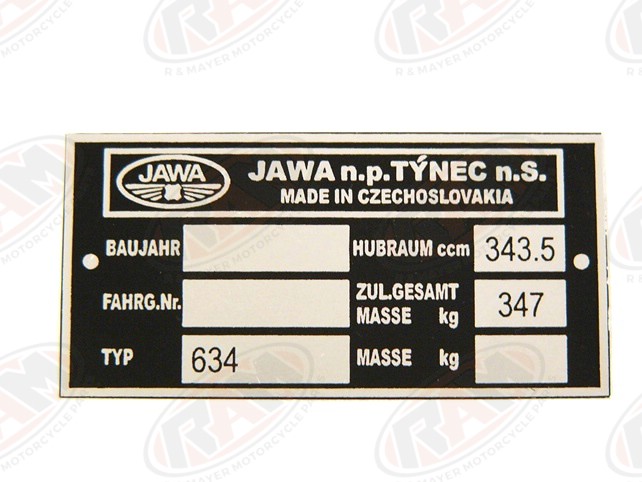 R & MAYER MOTORCYCLE
JAWA
JAWA n.p.TÝNEC n.S.
MADE IN CZECHOSLOVAKIA
BAUJAHR
HUBRAUM ccm 343.5
FAHRG.Nr.
ZUL.GESAMT
MASSE kg 347
TYP 634
MASSE kg